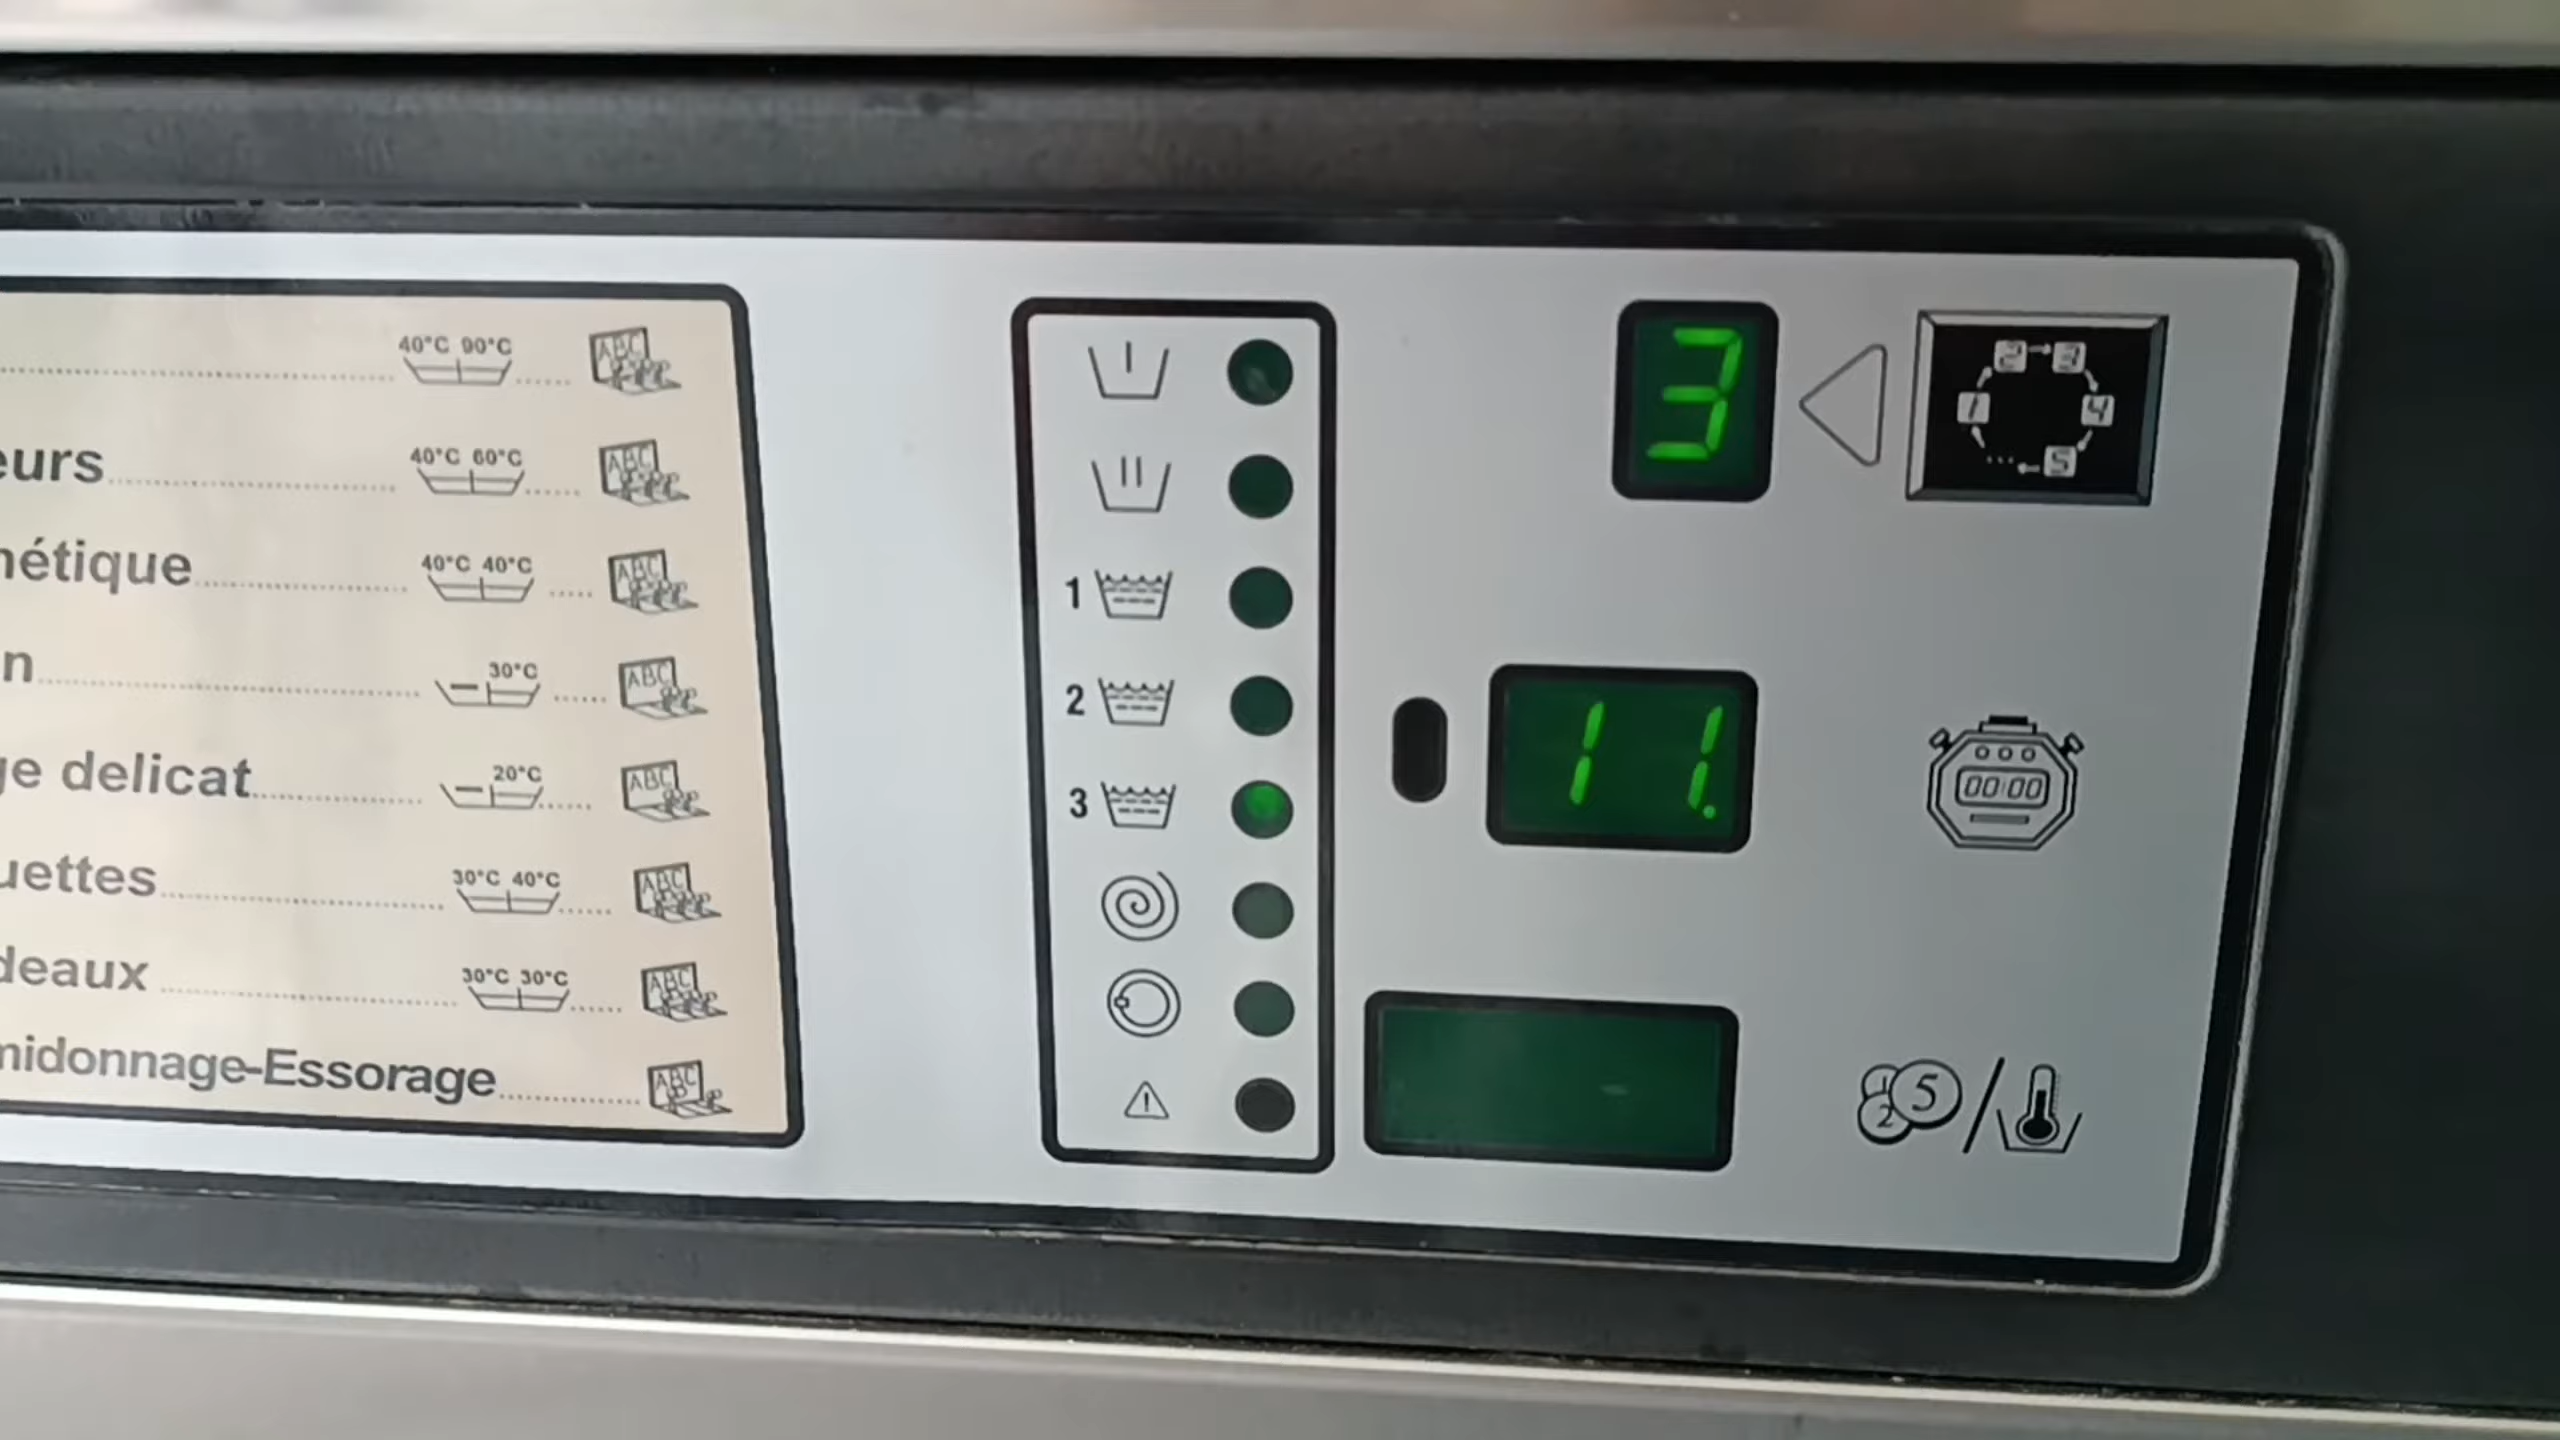 40°C 90°C ABC
eurs 40°C 60°C ABC
hétique 40°C 40°C ABC
n 30°C ABC
ge delicat 20°C ABC
uettes 30°C 40°C ABC
deaux 30°C 30°C ABC
midonnage-Essorage ABC
I
II
1
2
3
3
1 2 3 4 5 ...
11.
00:00
1 2 5 /